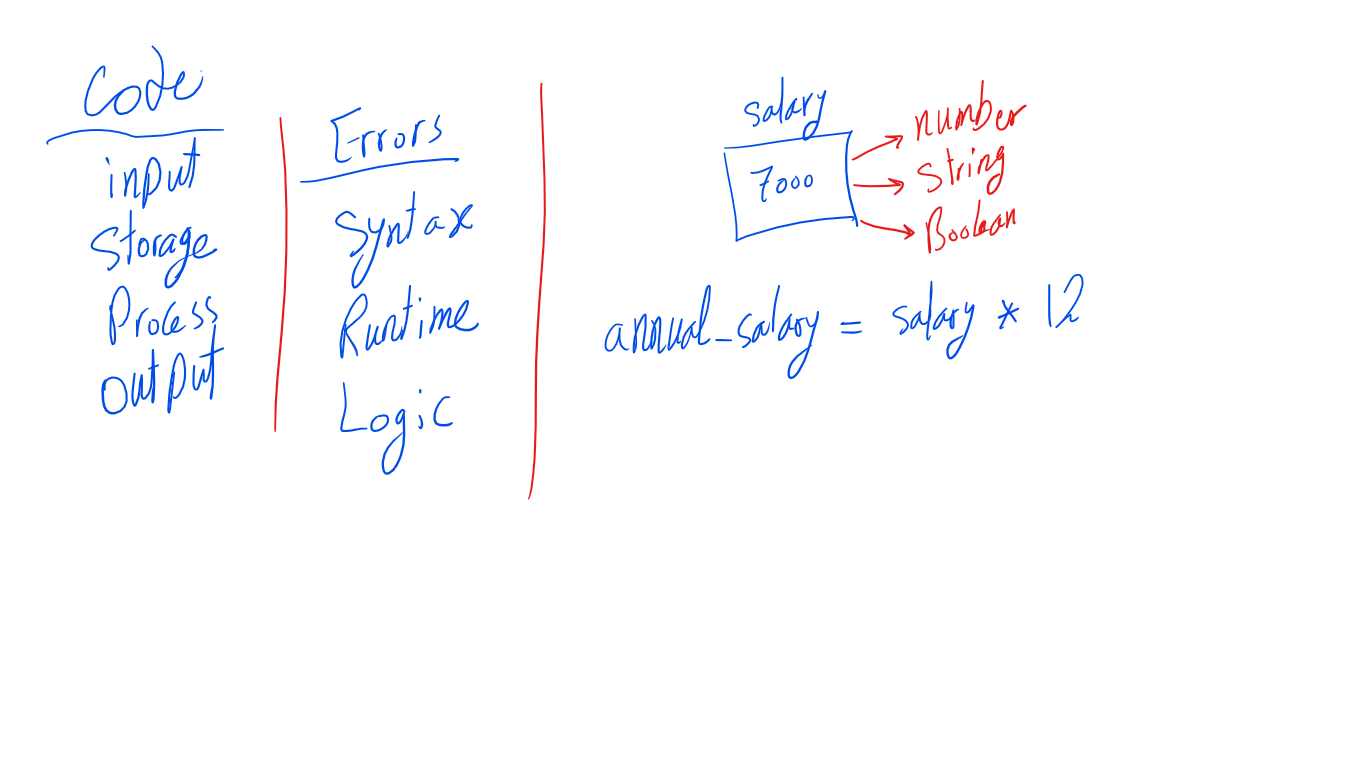 Code
input
Storage
Process
output
Errors
Syntax
Runtime
Logic
salary
7000
number
String
Boolean
annual_salary = salary * 12